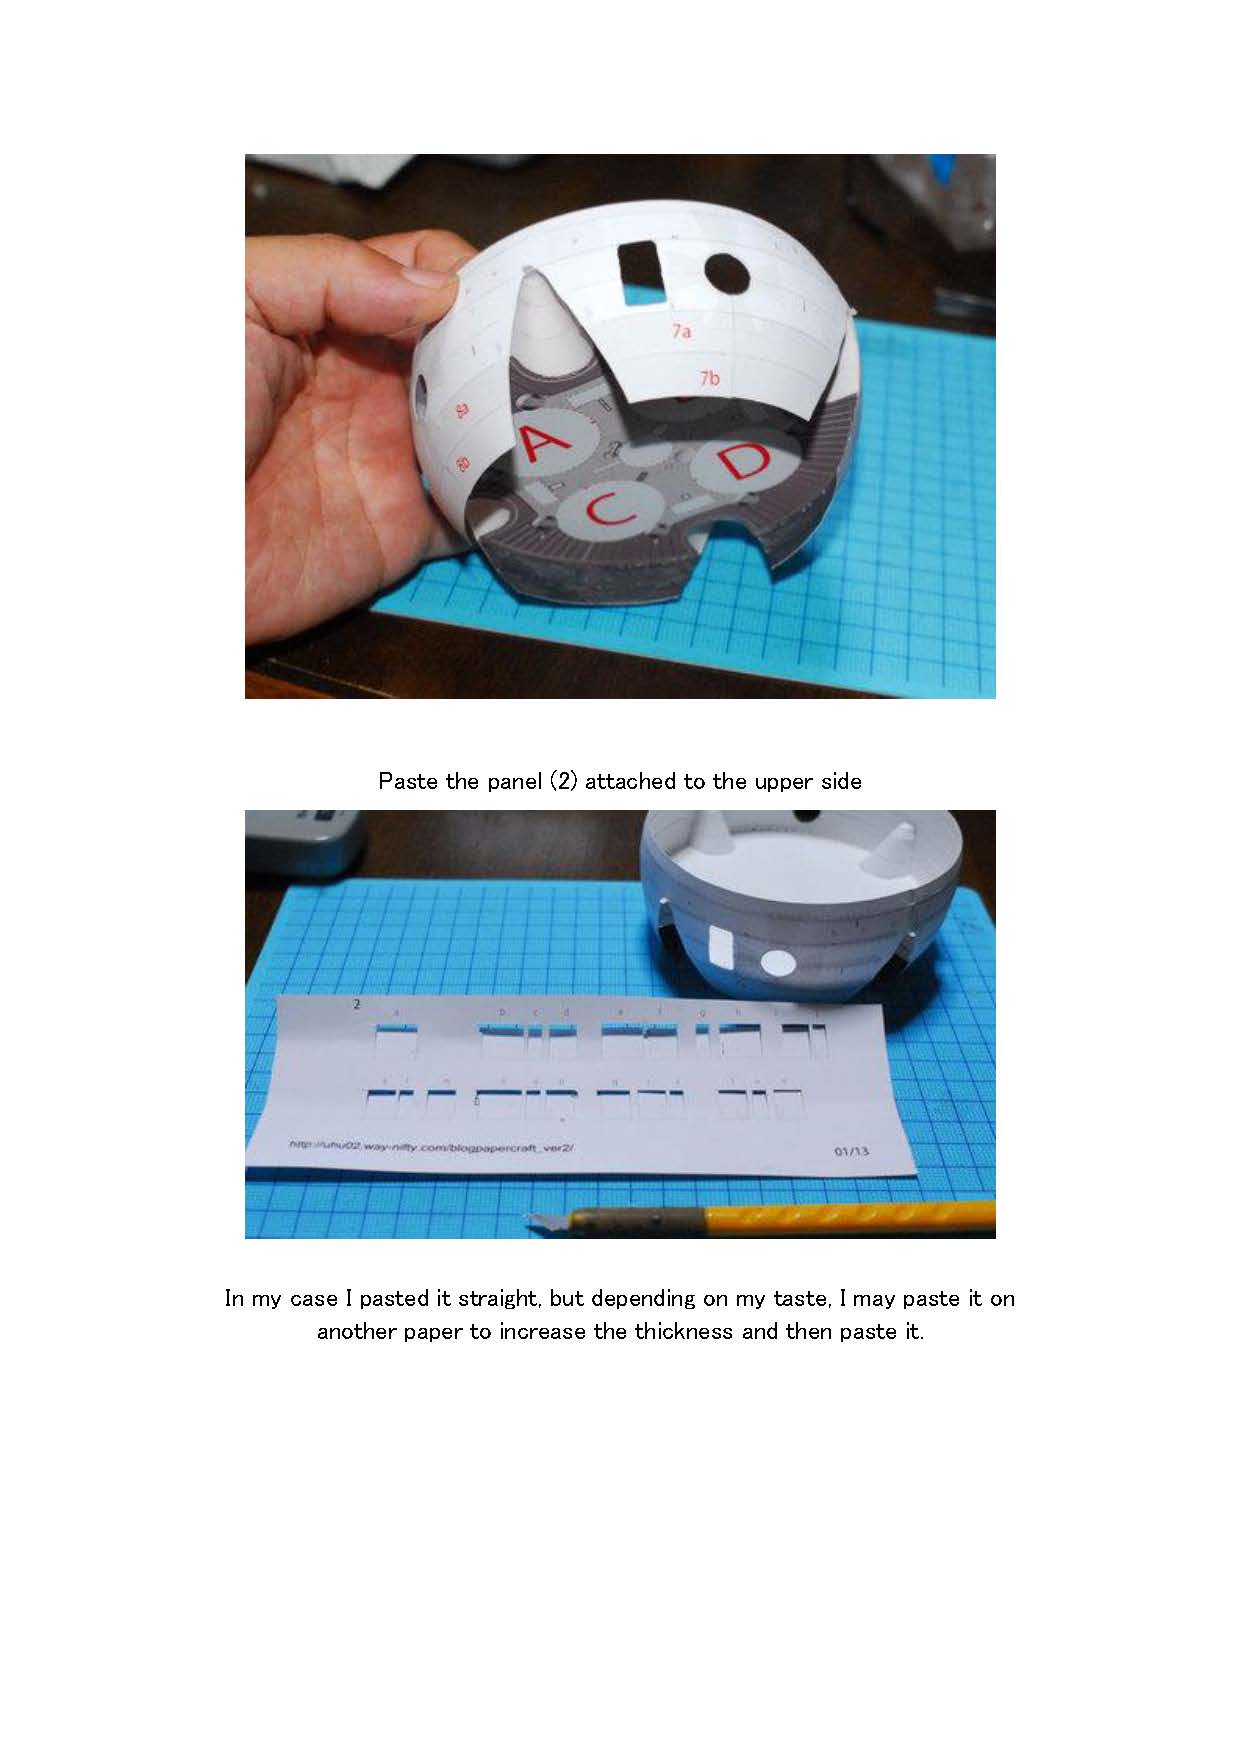 7a
7b
8a
A
D
C
Paste the panel (2) attached to the upper side
2
a b c d e f g h
http://uhu02.way-nifty.com/blogpapercraft_ver2/
01/13
In my case I pasted it straight, but depending on my taste, I may paste it on
another paper to increase the thickness and then paste it.